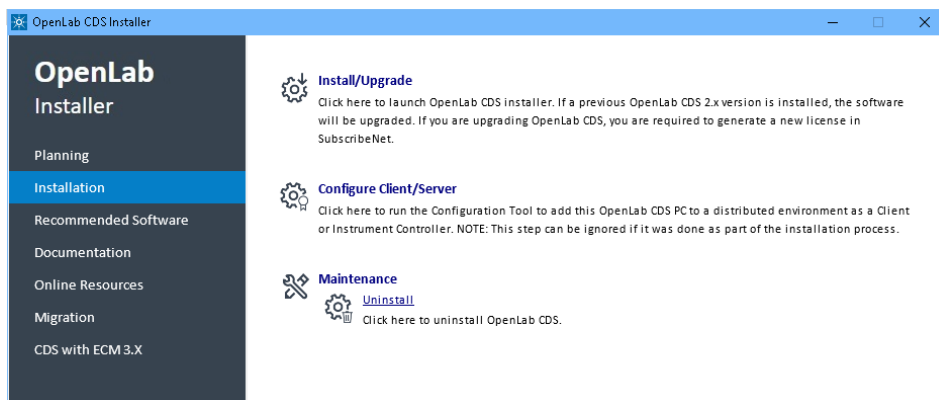 OpenLab CDS Installer
OpenLab
Installer
Planning
Installation
Recommended Software
Documentation
Online Resources
Migration
CDS with ECM 3.X
Install/Upgrade
Click here to launch OpenLab CDS installer. If a previous OpenLab CDS 2.x version is installed, the software
will be upgraded. If you are upgrading OpenLab CDS, you are required to generate a new license in
SubscribeNet.
Configure Client/Server
Click here to run the Configuration Tool to add this OpenLab CDS PC to a distributed environment as a Client
or Instrument Controller. NOTE: This step can be ignored if it was done as part of the installation process.
Maintenance
Uninstall
Click here to uninstall OpenLab CDS.